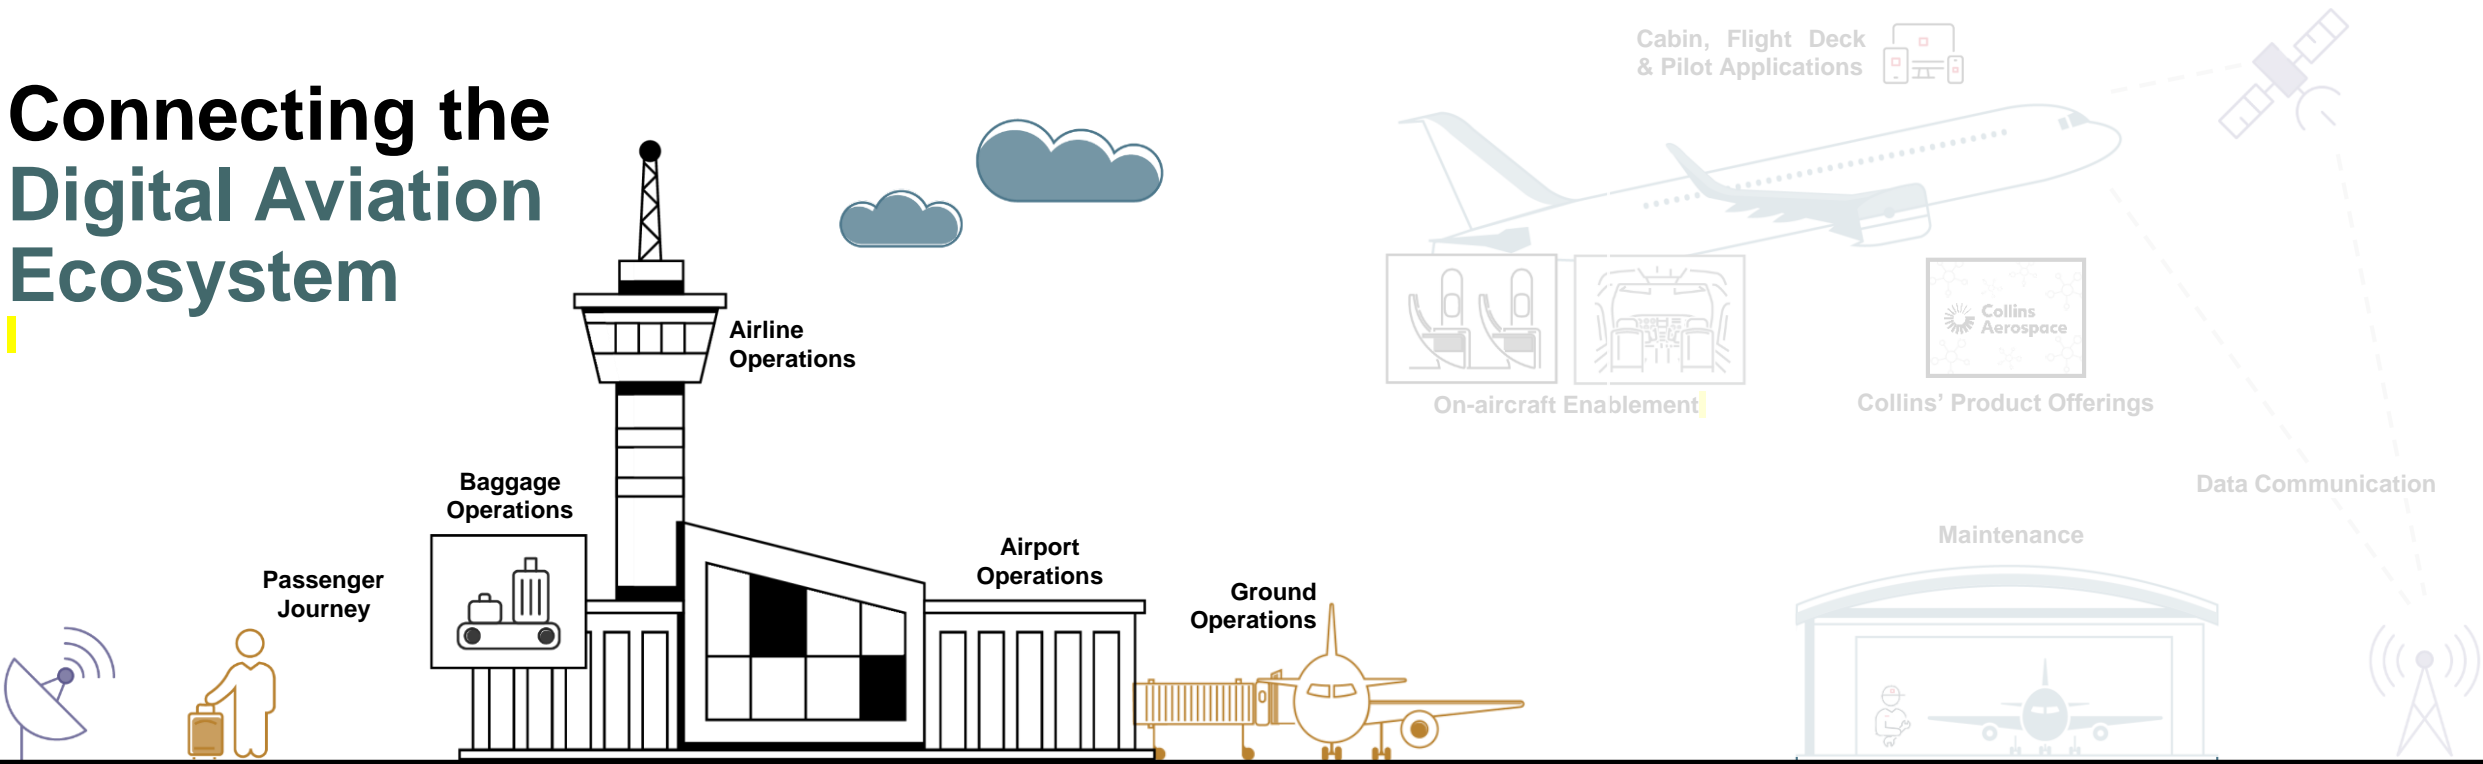 Connecting the
Digital Aviation
Ecosystem
Cabin, Flight Deck
& Pilot Applications
Airline
Operations
Collins
Aerospace
On-aircraft Enablement
Collins’ Product Offerings
Baggage
Operations
Data Communication
Maintenance
Airport
Operations
Passenger
Journey
Ground
Operations